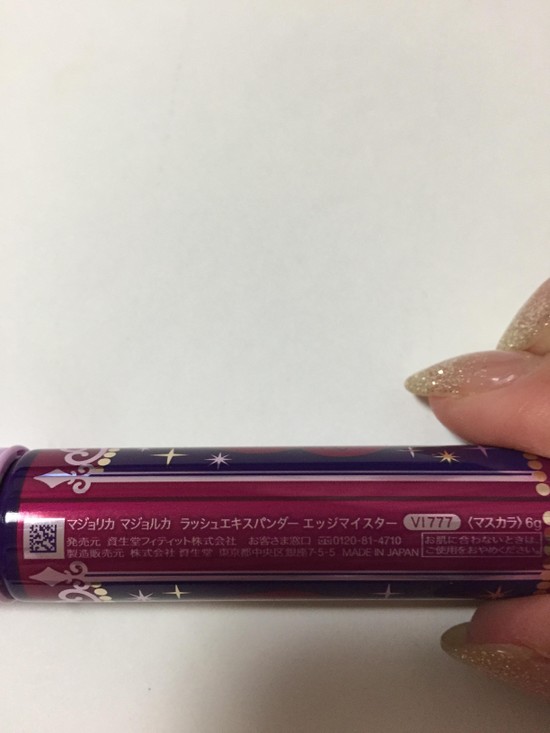 マジョリカ マジョルカ ラッシュエキスパンダー エッジマイスター VI777 〈マスカラ〉6g
発売元 資生堂フィティット株式会社 お客さま窓口 0120-81-4710
製造販売元 株式会社 資生堂 東京都中央区銀座7-5-5 MADE IN JAPAN
お肌に合わないときは、
ご使用をおやめください。